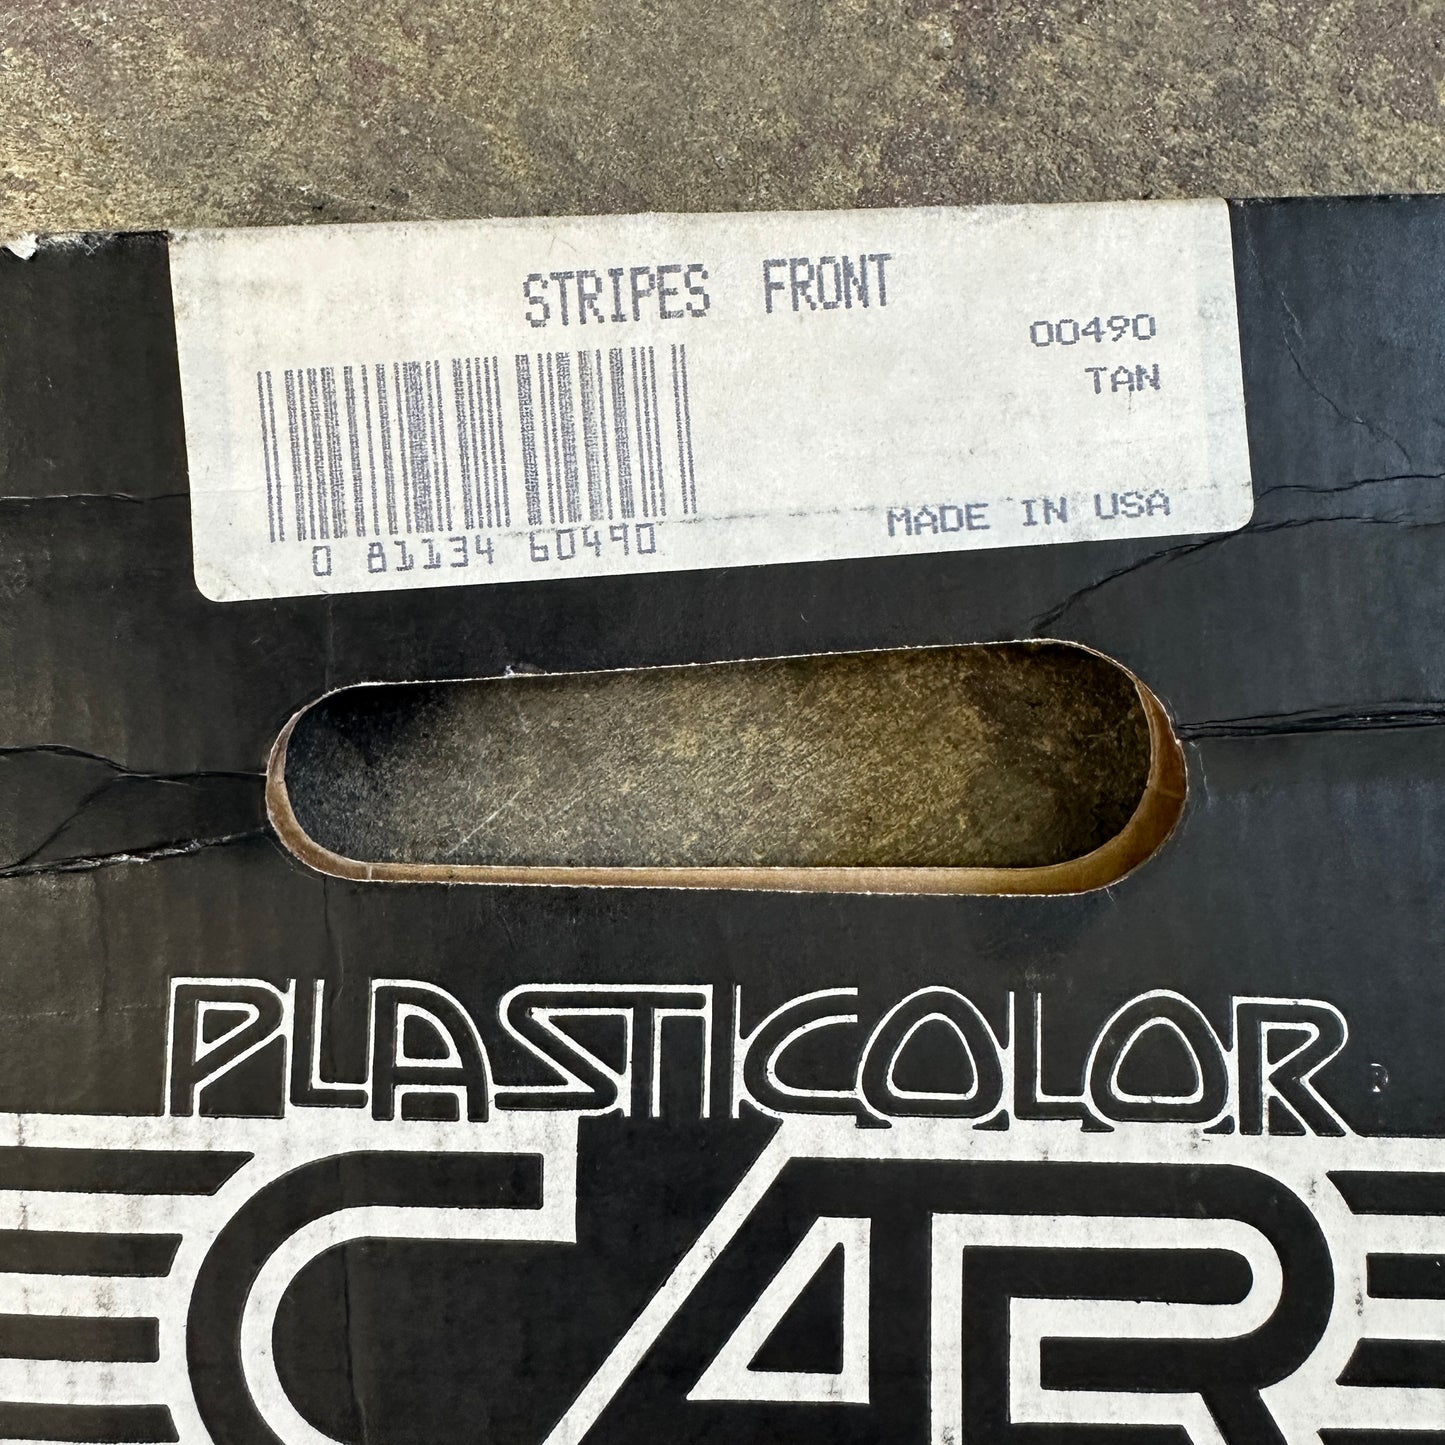 STRIPES FRONT
00490
TAN
0 81134 60490
MADE IN USA
PLASTICOLOR
CAR